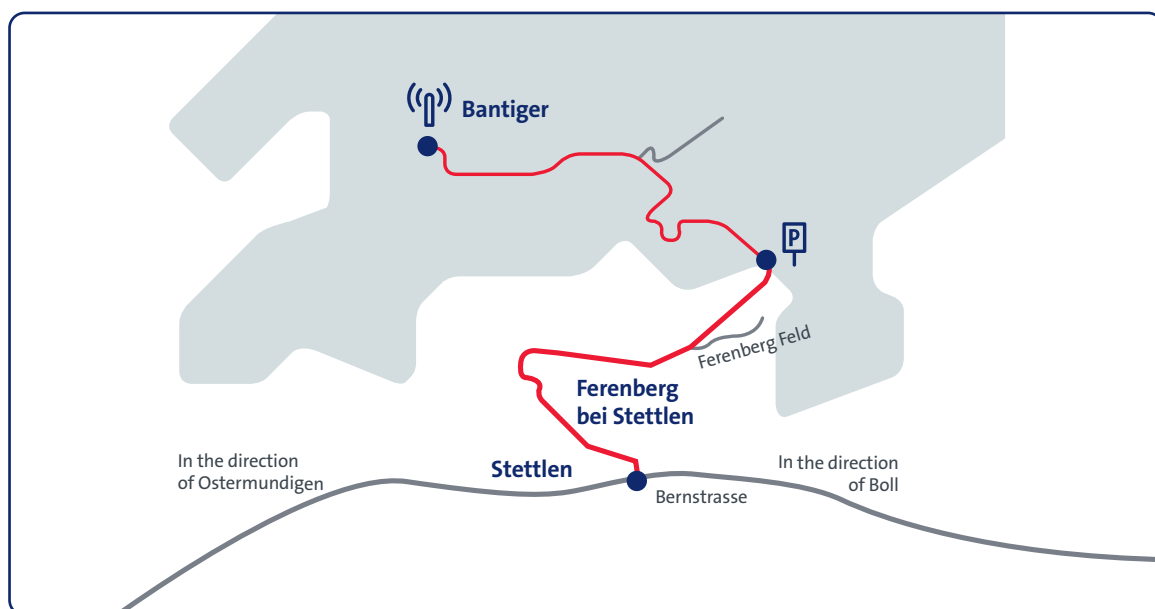 Bantiger
P
Ferenberg Feld
Ferenberg
bei Stettlen
In the direction
of Ostermundigen
Stettlen
In the direction
of Boll
Bernstrasse